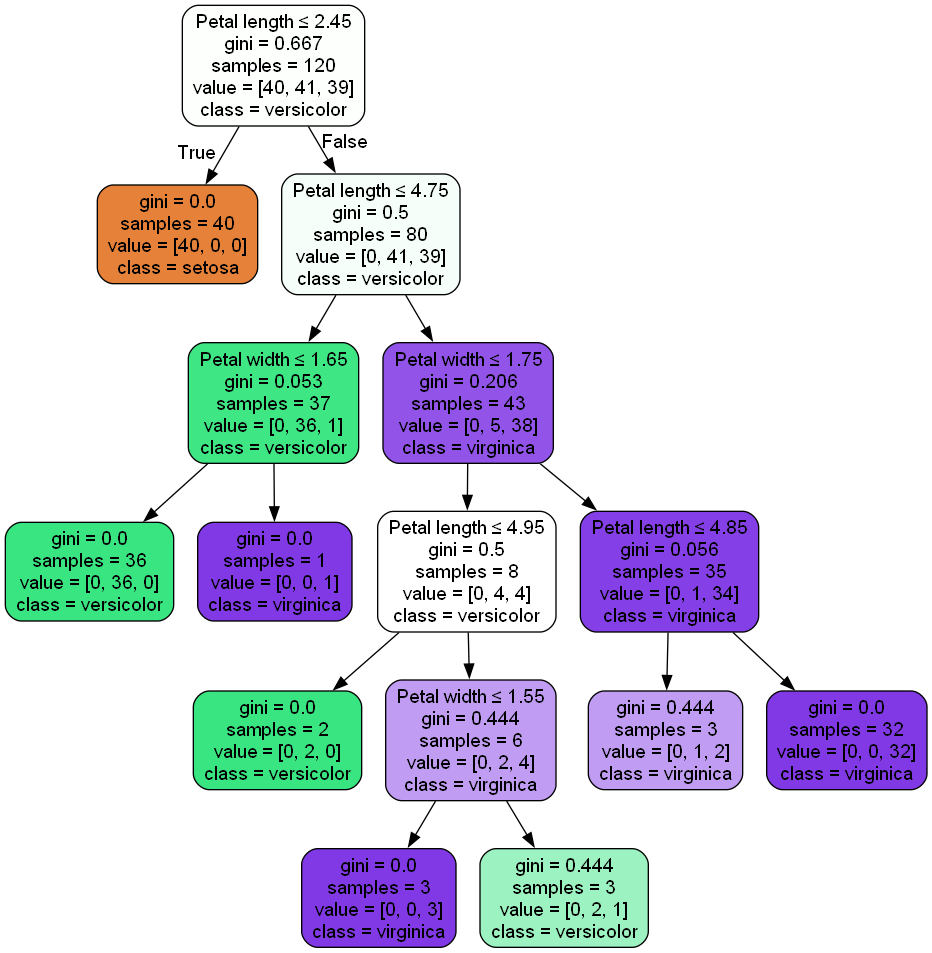 Petal length ≤ 2.45
gini = 0.667
samples = 120
value = [40, 41, 39]
class = versicolor
True
False
gini = 0.0
samples = 40
value = [40, 0, 0]
class = setosa
Petal length ≤ 4.75
gini = 0.5
samples = 80
value = [0, 41, 39]
class = versicolor
Petal width ≤ 1.65
gini = 0.053
samples = 37
value = [0, 36, 1]
class = versicolor
Petal width ≤ 1.75
gini = 0.206
samples = 43
value = [0, 5, 38]
class = virginica
gini = 0.0
samples = 36
value = [0, 36, 0]
class = versicolor
gini = 0.0
samples = 1
value = [0, 0, 1]
class = virginica
Petal length ≤ 4.95
gini = 0.5
samples = 8
value = [0, 4, 4]
class = versicolor
Petal length ≤ 4.85
gini = 0.056
samples = 35
value = [0, 1, 34]
class = virginica
gini = 0.0
samples = 2
value = [0, 2, 0]
class = versicolor
Petal width ≤ 1.55
gini = 0.444
samples = 6
value = [0, 2, 4]
class = virginica
gini = 0.444
samples = 3
value = [0, 1, 2]
class = virginica
gini = 0.0
samples = 32
value = [0, 0, 32]
class = virginica
gini = 0.0
samples = 3
value = [0, 0, 3]
class = virginica
gini = 0.444
samples = 3
value = [0, 2, 1]
class = versicolor